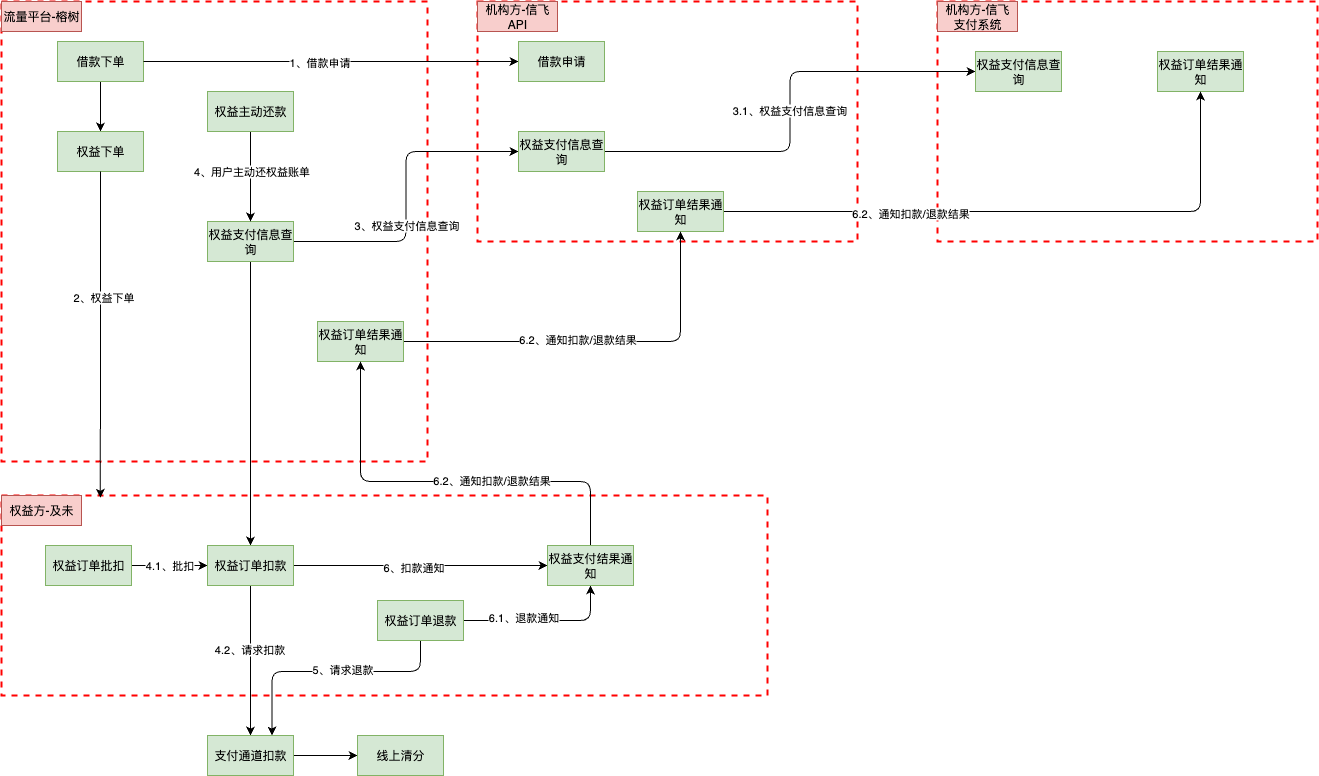 流量平台-榕树
机构方-信飞
API
机构方-信飞
支付系统
借款下单
1、借款申请
借款申请
权益支付信息查
询
权益订单结果通
知
权益主动还款
3.1、权益支付信息查询
权益下单
权益支付信息查
询
4、用户主动还权益账单
权益订单结果通
知
6.2、通知扣款/退款结果
3、权益支付信息查询
权益支付信息查
询
2、权益下单
权益订单结果通
知
6.2、通知扣款/退款结果
6.2、通知扣款/退款结果
权益方-及未
权益订单批扣
4.1、批扣
权益订单扣款
6、扣款通知
权益支付结果通
知
权益订单退款
6.1、退款通知
4.2、请求扣款
5、请求退款
支付通道扣款
线上清分